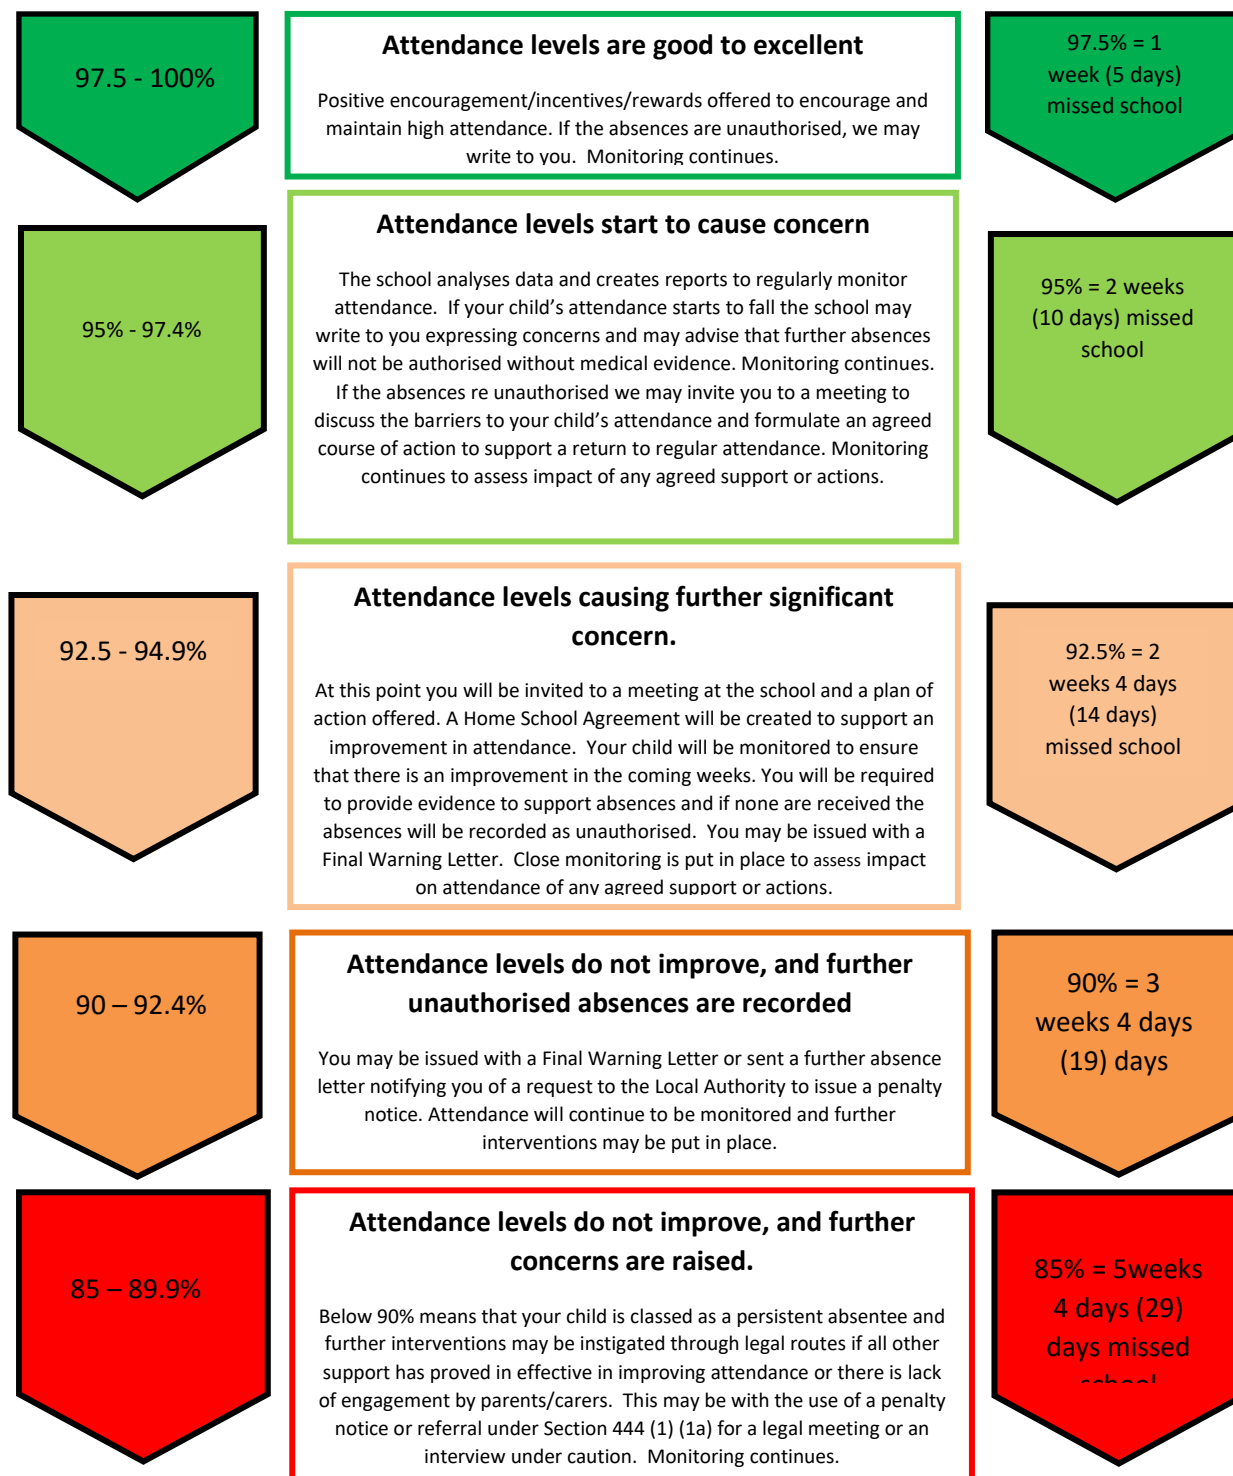 97.5 - 100%
Attendance levels are good to excellent
Positive encouragement/incentives/rewards offered to encourage and
maintain high attendance. If the absences are unauthorised, we may
write to you.  Monitoring continues.
97.5% = 1
week (5 days)
missed school
95% - 97.4%
Attendance levels start to cause concern
The school analyses data and creates reports to regularly monitor
attendance.  If your child’s attendance starts to fall the school may
write to you expressing concerns and may advise that further absences
will not be authorised without medical evidence. Monitoring continues.
If the absences re unauthorised we may invite you to a meeting to
discuss the barriers to your child’s attendance and formulate an agreed
course of action to support a return to regular attendance. Monitoring
continues to assess impact of any agreed support or actions.
95% = 2 weeks
(10 days) missed
school
92.5 - 94.9%
Attendance levels causing further significant
concern.
At this point you will be invited to a meeting at the school and a plan of
action offered. A Home School Agreement will be created to support an
improvement in attendance.  Your child will be monitored to ensure
that there is an improvement in the coming weeks. You will be required
to provide evidence to support absences and if none are received the
absences will be recorded as unauthorised.  You may be issued with a
Final Warning Letter.  Close monitoring is put in place to assess impact
on attendance of any agreed support or actions.
92.5% = 2
weeks 4 days
(14 days)
missed school
90 – 92.4%
Attendance levels do not improve, and further
unauthorised absences are recorded
You may be issued with a Final Warning Letter or sent a further absence
letter notifying you of a request to the Local Authority to issue a penalty
notice. Attendance will continue to be monitored and further
interventions may be put in place.
90% = 3
weeks 4 days
(19) days
85 – 89.9%
Attendance levels do not improve, and further
concerns are raised.
Below 90% means that your child is classed as a persistent absentee and
further interventions may be instigated through legal routes if all other
support has proved in effective in improving attendance or there is lack
of engagement by parents/carers.  This may be with the use of a penalty
notice or referral under Section 444 (1) (1a) for a legal meeting or an
interview under caution.  Monitoring continues.
85% = 5weeks
4 days (29)
days missed
school